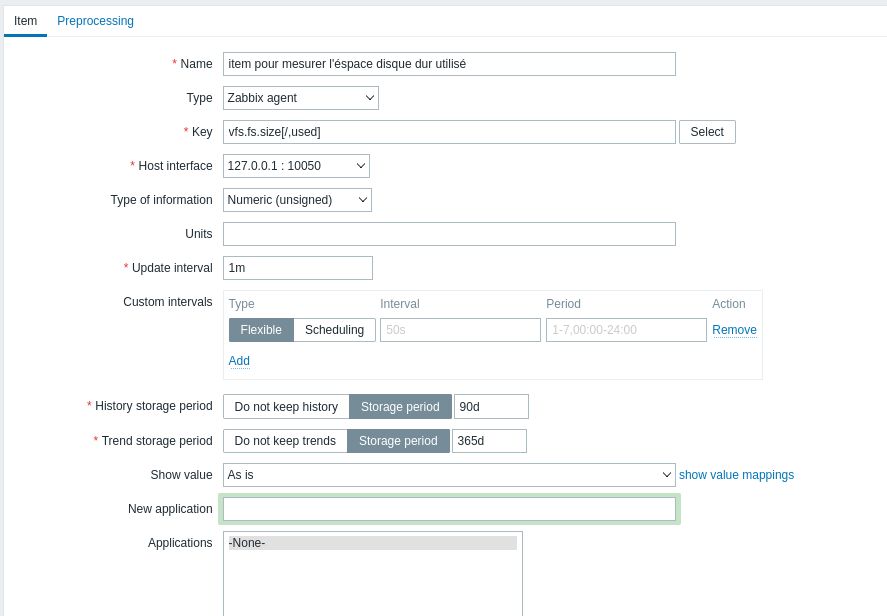 Item Preprocessing
* Name item pour mesurer l'éspace disque dur utilisé
Type Zabbix agent
* Key vfs.fs.size[/,used] Select
* Host interface 127.0.0.1 : 10050
Type of information Numeric (unsigned)
Units
* Update interval 1m
Custom intervals Type Interval Period Action
Flexible Scheduling 50s 1-7,00:00-24:00 Remove
Add
* History storage period Do not keep history Storage period 90d
* Trend storage period Do not keep trends Storage period 365d
Show value As is show value mappings
New application
Applications -None-